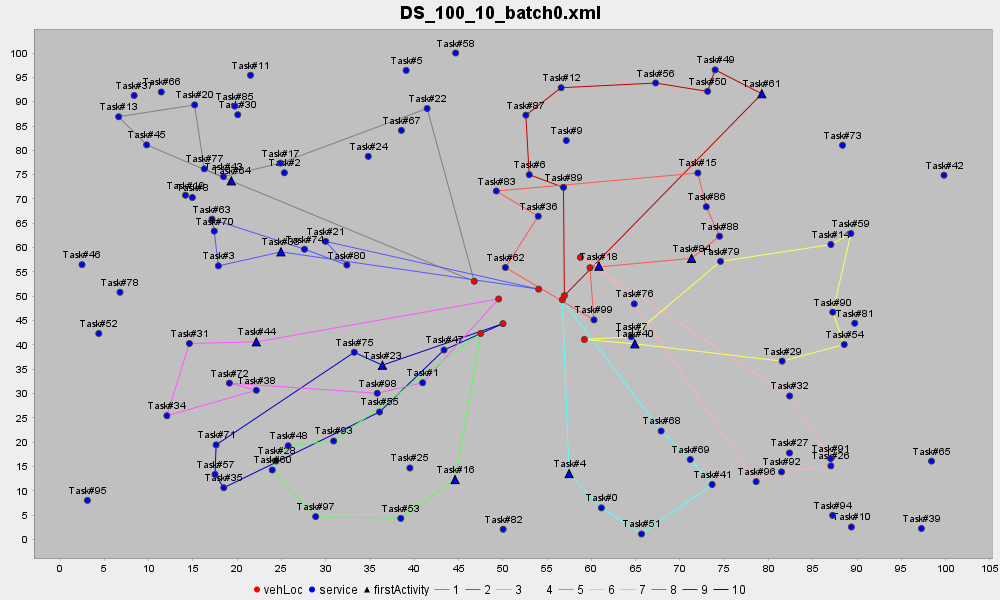 DS_100_10_batch0.xml
Task#58
Task#49
Task#5
Task#11
Task#56
Task#12
Task#50
Task#61
Task#37
Task#66
Task#20
Task#85
Task#22
Task#13
Task#30
Task#87
Task#67
Task#9
Task#45
Task#73
Task#24
Task#77
Task#17
Task#2
Task#6
Task#15
Task#42
Task#64
Task#83
Task#89
Task#8
Task#63
Task#36
Task#86
Task#70
Task#21
Task#74
Task#88
Task#59
Task#14
Task#46
Task#3
Task#80
Task#62
Task#18
Task#84
Task#79
Task#78
Task#76
Task#99
Task#90
Task#81
Task#52
Task#31
Task#44
Task#7
Task#40
Task#54
Task#75
Task#47
Task#23
Task#29
Task#72
Task#38
Task#98
Task#1
Task#32
Task#34
Task#55
Task#71
Task#48
Task#93
Task#68
Task#28
Task#60
Task#69
Task#27
Task#91
Task#26
Task#65
Task#57
Task#35
Task#25
Task#16
Task#4
Task#41
Task#96
Task#92
Task#95
Task#97
Task#53
Task#0
Task#94
Task#10
Task#39
Task#82
Task#51
100
95
90
85
80
75
70
65
60
55
50
45
40
35
30
25
20
15
10
5
0
0 5 10 15 20 25 30 35 40 45 50 55 60 65 70 75 80 85 90 95 100 105
vehLoc service firstActivity 1 2 3 4 5 6 7 8 9 10